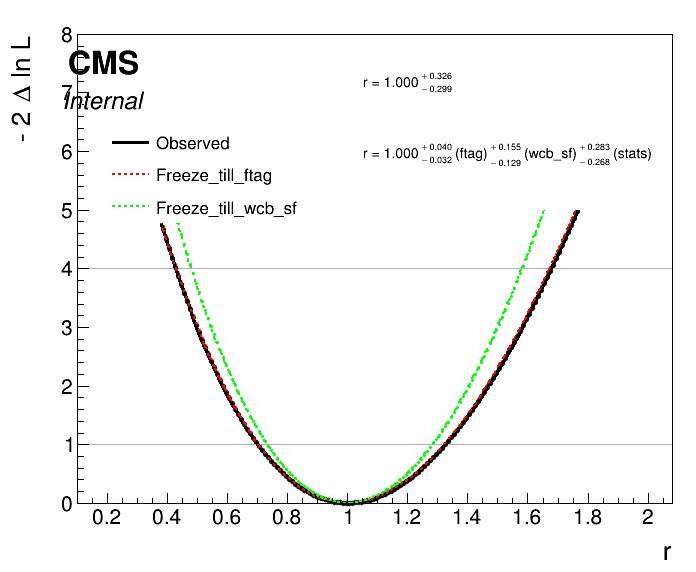 - 2 Δ ln L
8
CMS
7
Internal
r = 1.000 + 0.326 − 0.299
6
r = 1.000 + 0.040 − 0.032 (ftag) + 0.155 − 0.129 (wcb_sf) + 0.283 − 0.268 (stats)
Observed
Freeze_till_ftag
Freeze_till_wcb_sf
5
4
3
2
1
0
0.2 0.4 0.6 0.8 1 1.2 1.4 1.6 1.8 2
r